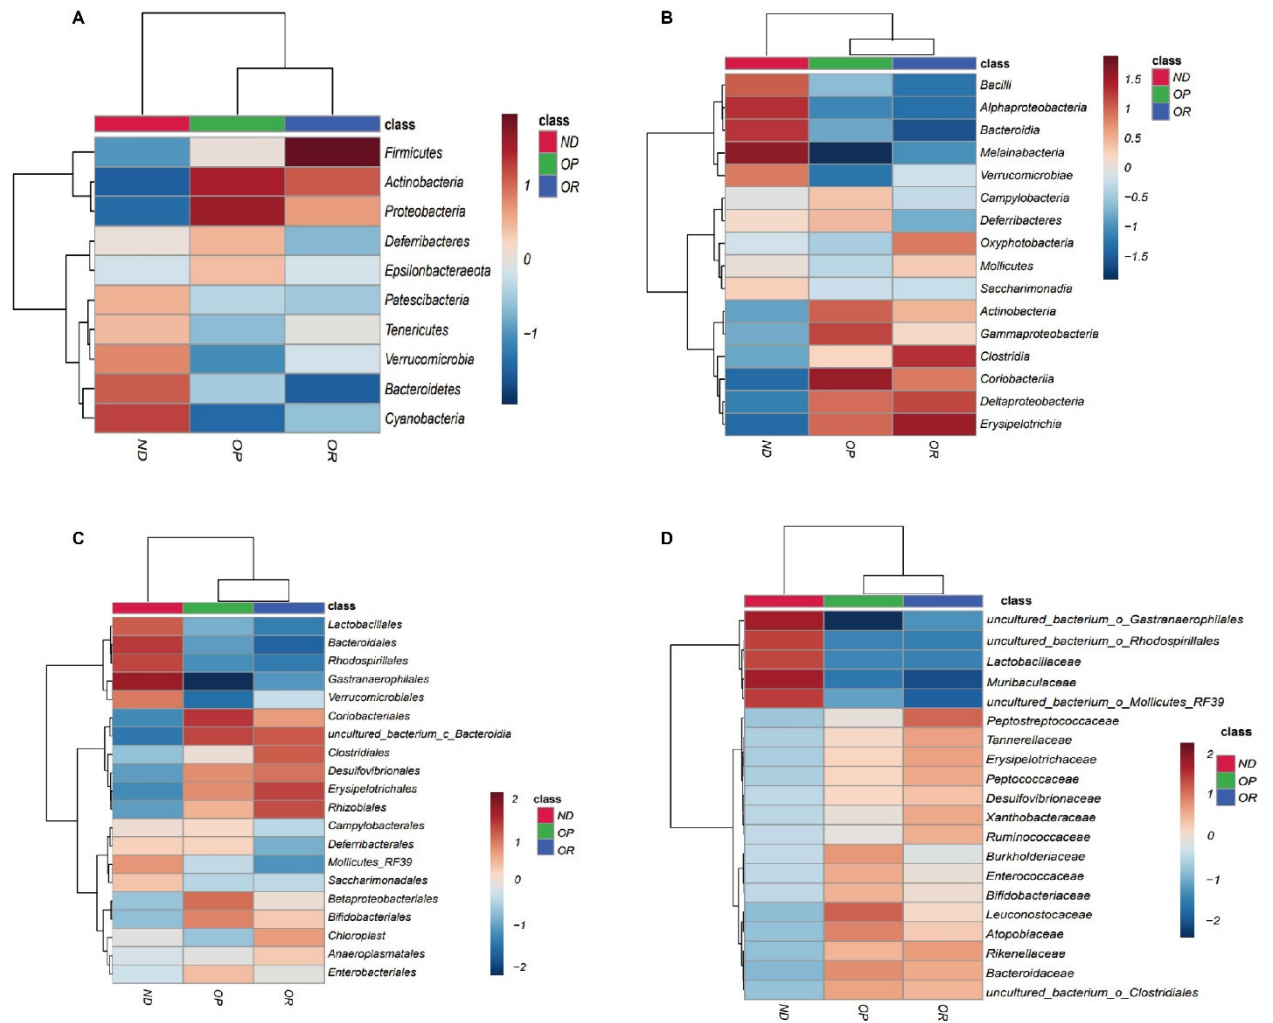 A
class
Firmicutes
Actinobacteria
Proteobacteria
Deferribacteres
Epsilonbacteraeota
Patescibacteria
Tenericutes
Verrucomicrobia
Bacteroidetes
Cyanobacteria
ND
OP
OR
1
0
−1
class
ND
OP
OR
B
class
Bacilli
Alphaproteobacteria
Bacteroidia
Melainabacteria
Verrucomicrobiae
Campylobacteria
Deferribacteres
Oxyphotobacteria
Mollicutes
Saccharimonadia
Actinobacteria
Gammaproteobacteria
Clostridia
Coriobacteriia
Deltaproteobacteria
Erysipelotrichia
ND
OP
OR
1.5
1
0.5
0
−0.5
−1
−1.5
class
ND
OP
OR
C
class
Lactobacillales
Bacteroidales
Rhodospirillales
Gastranaerophilales
Verrucomicrobiales
Coriobacteriales
uncultured_bacterium_c_Bacteroidia
Clostridiales
Desulfovibrionales
Erysipelotrichales
Rhizobiales
Campylobacterales
Deferribacterales
Mollicutes_RF39
Saccharimonadales
Betaproteobacteriales
Bifidobacteriales
Chloroplast
Anaeroplasmatales
Enterobacteriales
ND
OP
OR
2
1
0
−1
−2
class
ND
OP
OR
D
class
uncultured_bacterium_o_Gastranaerophilales
uncultured_bacterium_o_Rhodospirillales
Lactobacillaceae
Muribaculaceae
uncultured_bacterium_o_Mollicutes_RF39
Peptostreptococcaceae
Tannerellaceae
Erysipelotrichaceae
Peptococcaceae
Desulfovibrionaceae
Xanthobacteraceae
Ruminococcaceae
Burkholderiaceae
Enterococcaceae
Bifidobacteriaceae
Leuconostocaceae
Atopobiaceae
Rikenellaceae
Bacteroidaceae
uncultured_bacterium_o_Clostridiales
ND
OP
OR
2
1
0
−1
−2
class
ND
OP
OR